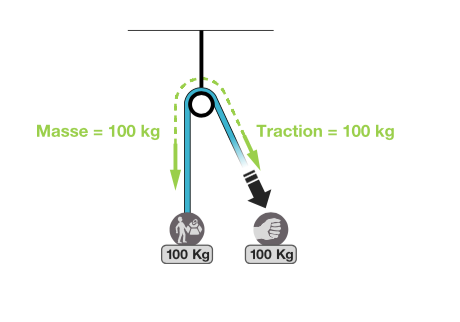 Masse = 100 kg
Traction = 100 kg
100 Kg
100 Kg